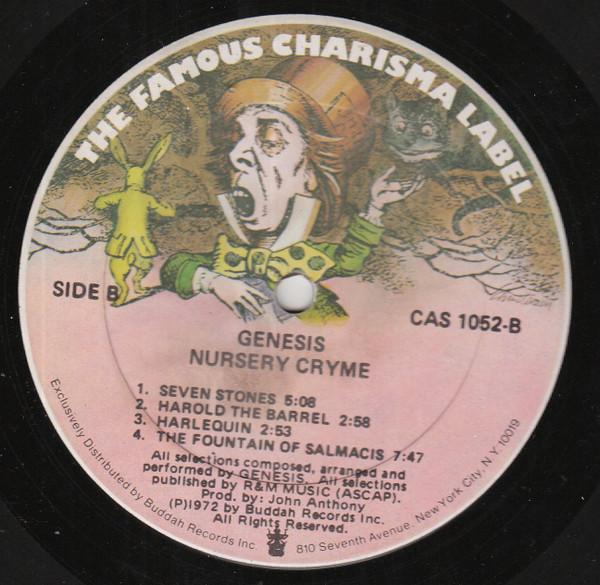 THE FAMOUS CHARISMA LABEL
SIDE B
CAS 1052-B
GENESIS
NURSERY CRYME
1. SEVEN STONES 5:08
2. HAROLD THE BARREL 2:58
3. HARLEQUIN 2:53
4. THE FOUNTAIN OF SALMACIS 7:47
All selections composed, arranged and
performed by GENESIS. All selections
published by R&M MUSIC (ASCAP).
Prod. by: John Anthony
(P)1972 by Buddah Records Inc.
All Rights Reserved.
Exclusively Distributed by Buddah Records Inc. 810 Seventh Avenue, New York City, N.Y. 10019